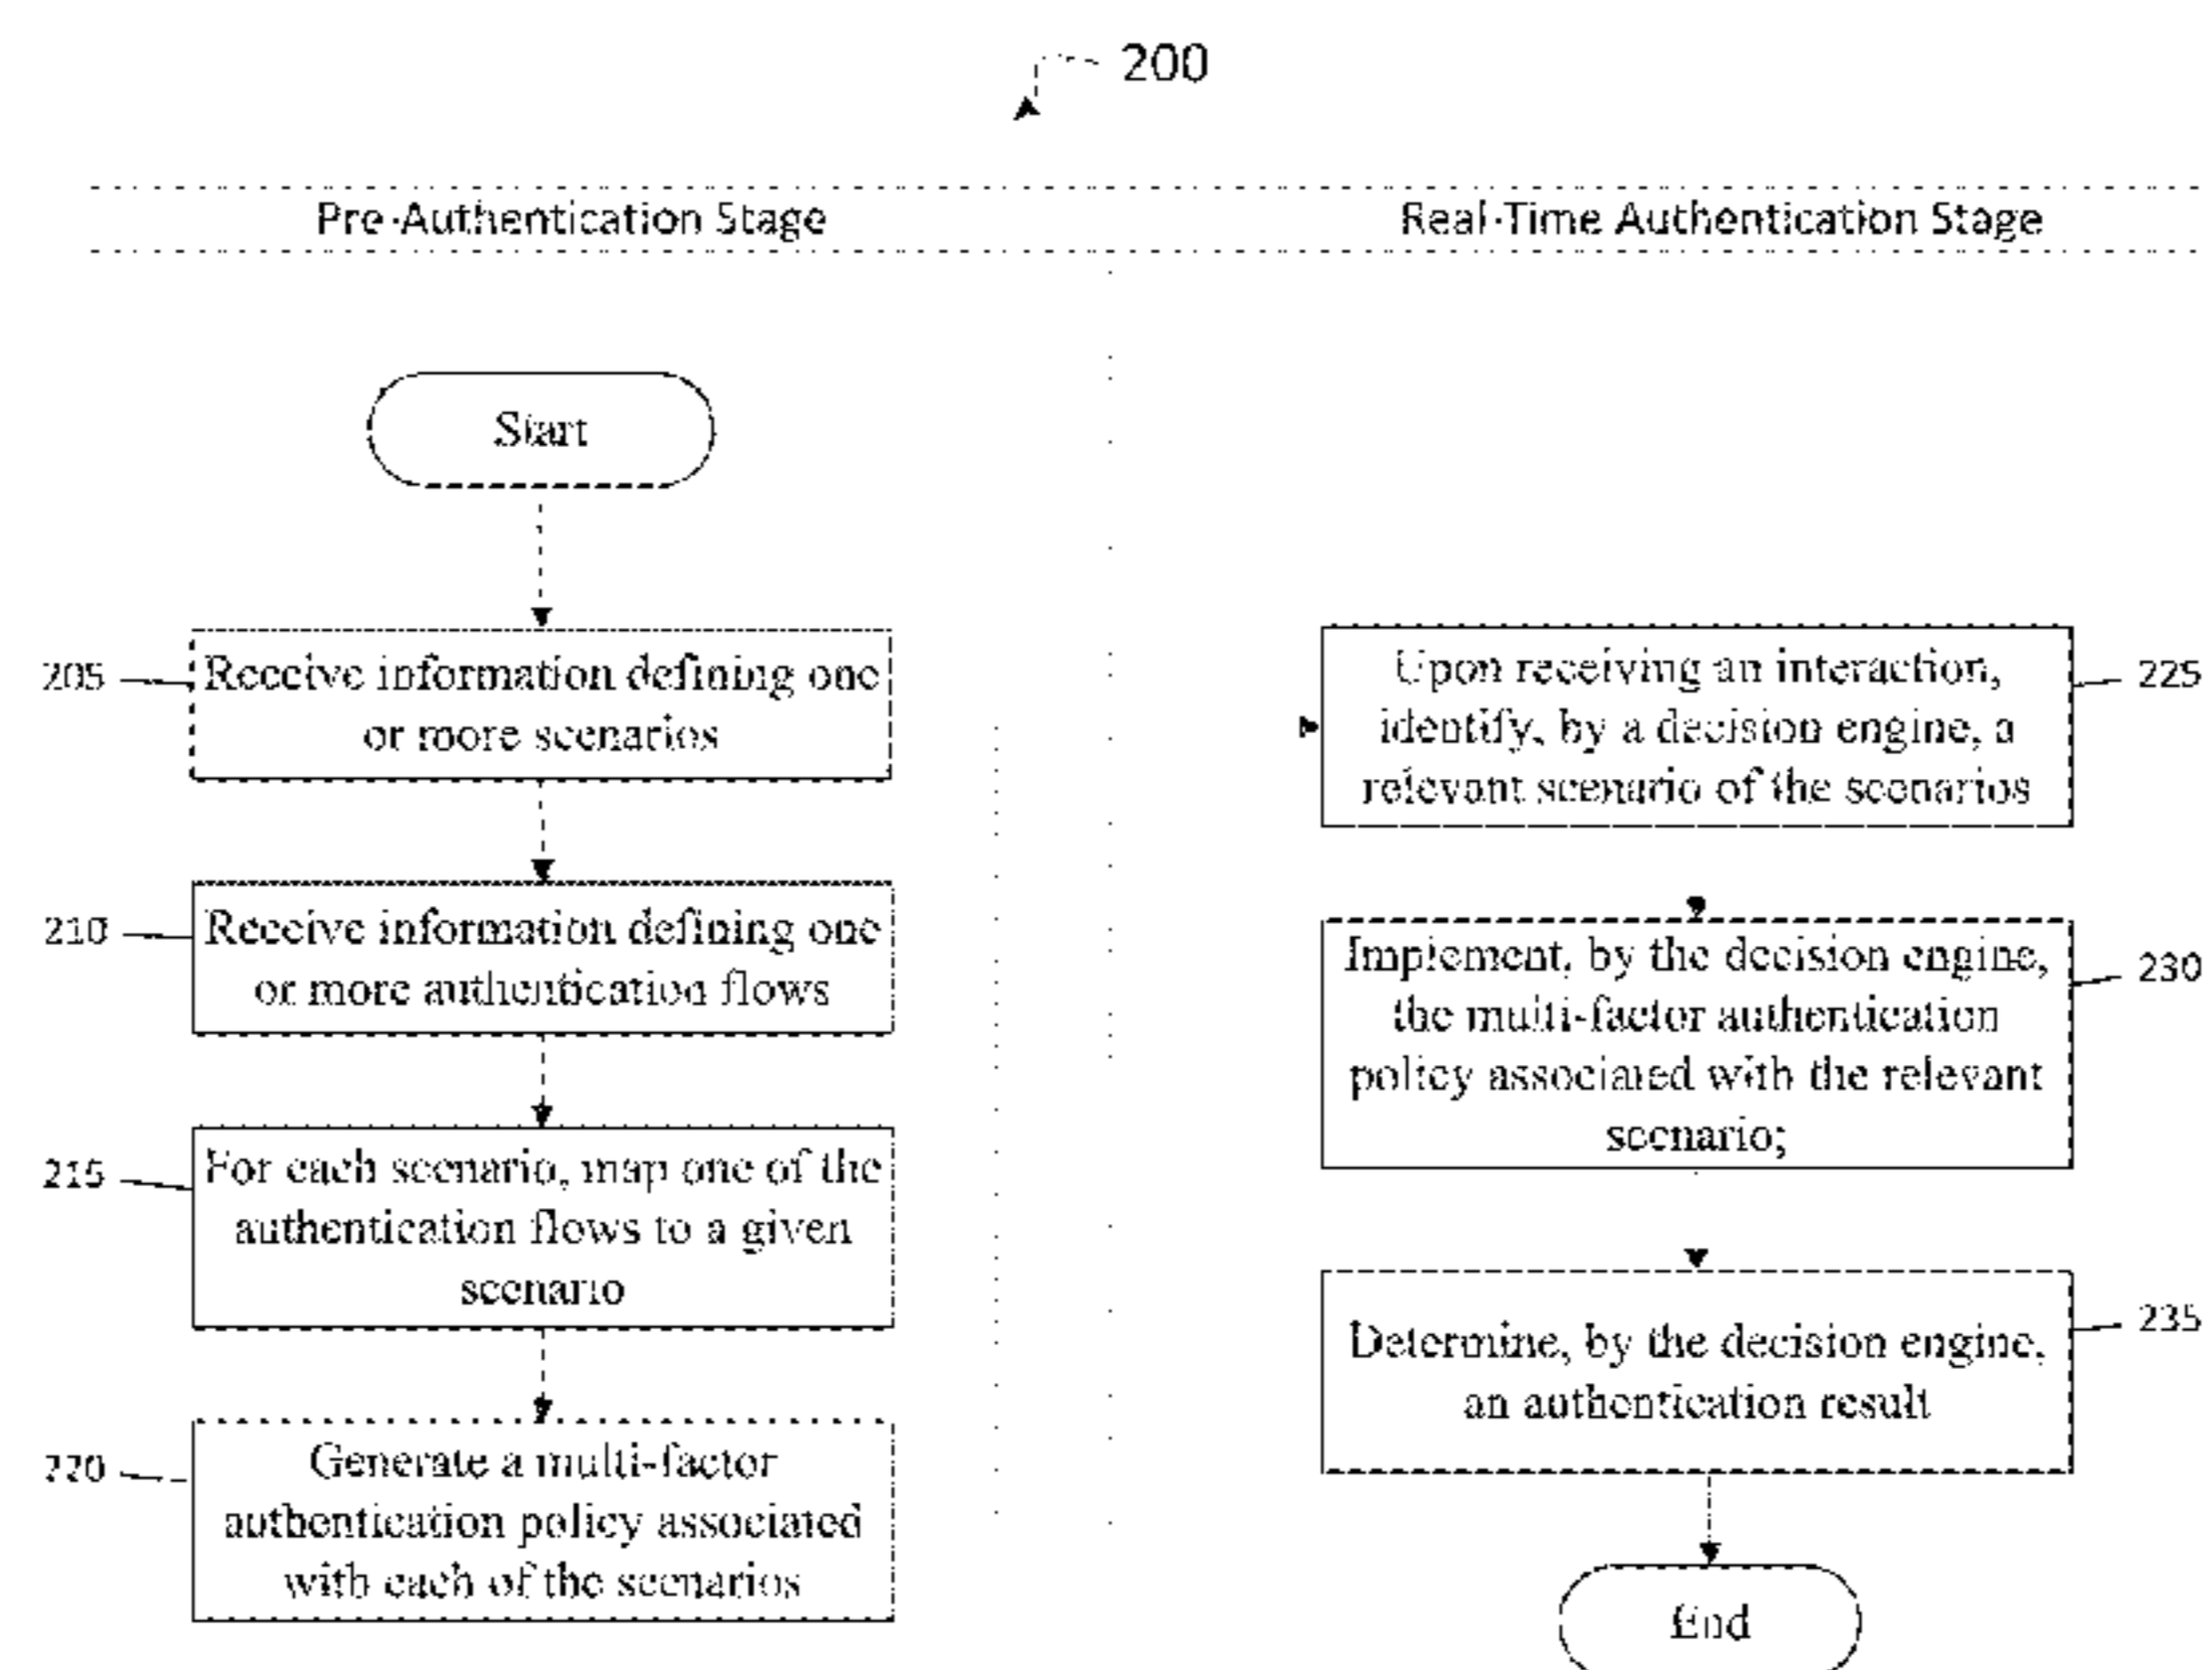 200
Pre-Authentication Stage
Real-Time Authentication Stage
Start
205
Receive information defining one
or more scenarios
210
Receive information defining one
or more authentication flows
215
For each scenario, map one of the
authentication flows to a given
scenario
220
Generate a multi-factor
authentication policy associated
with each of the scenarios
Upon receiving an interaction,
identify, by a decision engine, a
relevant scenario of the scenarios
225
Implement, by the decision engine,
the multi-factor authentication
policy associated with the relevant
scenario;
230
Determine, by the decision engine,
an authentication result
235
End